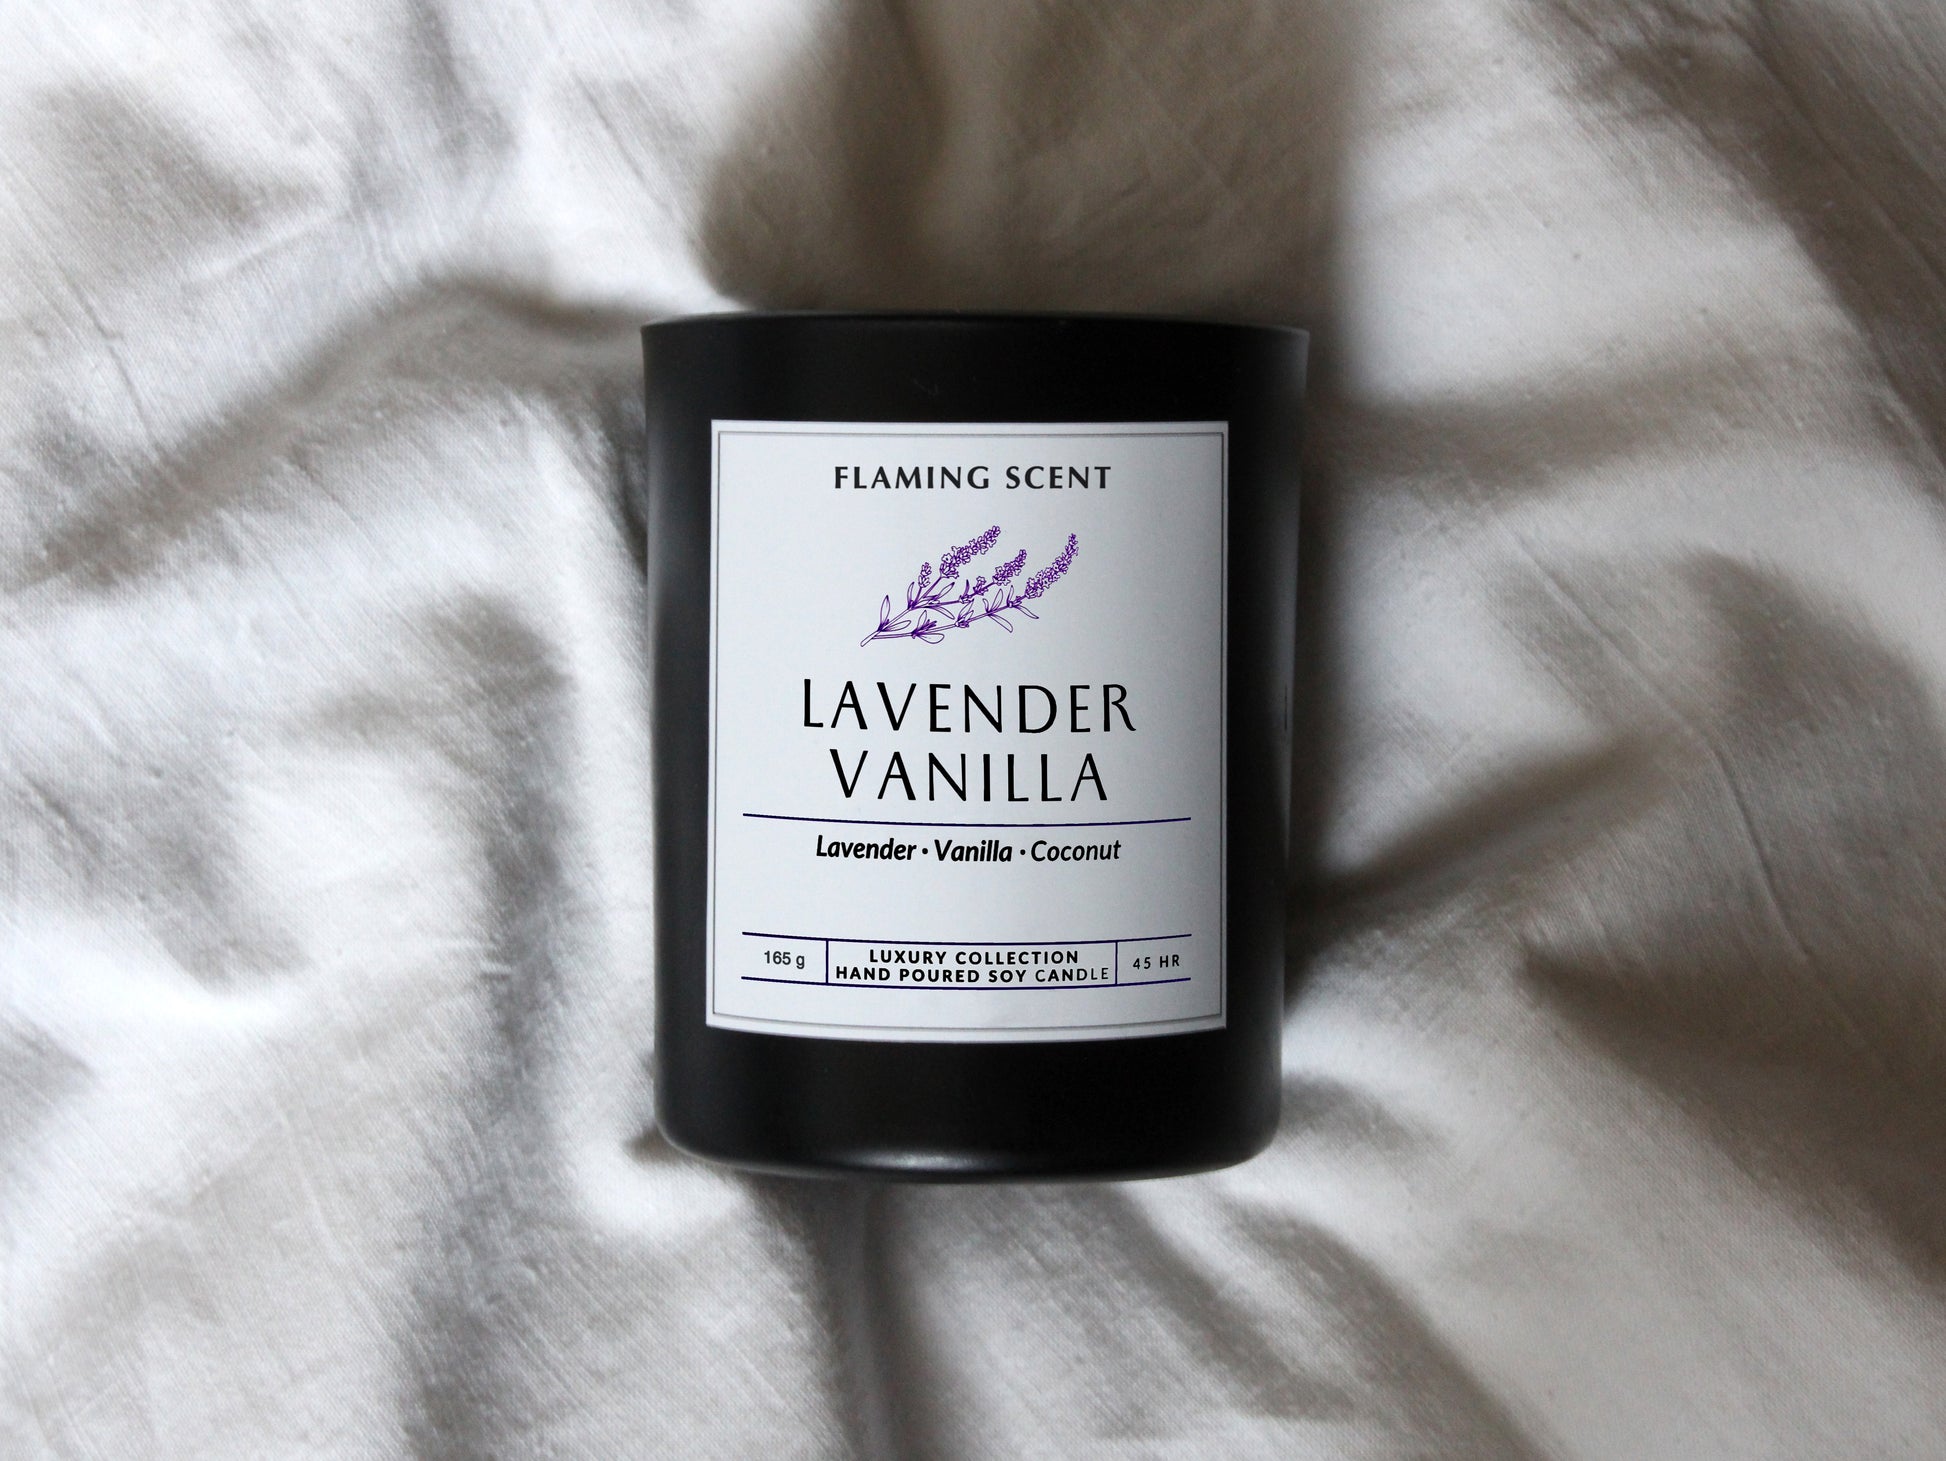 FLAMING SCENT
LAVENDER
VANILLA
Lavender · Vanilla · Coconut
165 g
LUXURY COLLECTION
HAND POURED SOY CANDLE
45 HR